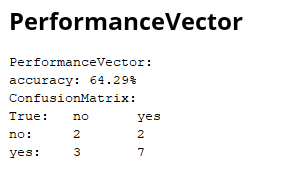 PerformanceVector
PerformanceVector:
accuracy: 64.29%
ConfusionMatrix:
True: no yes
no: 2 2
yes: 3 7